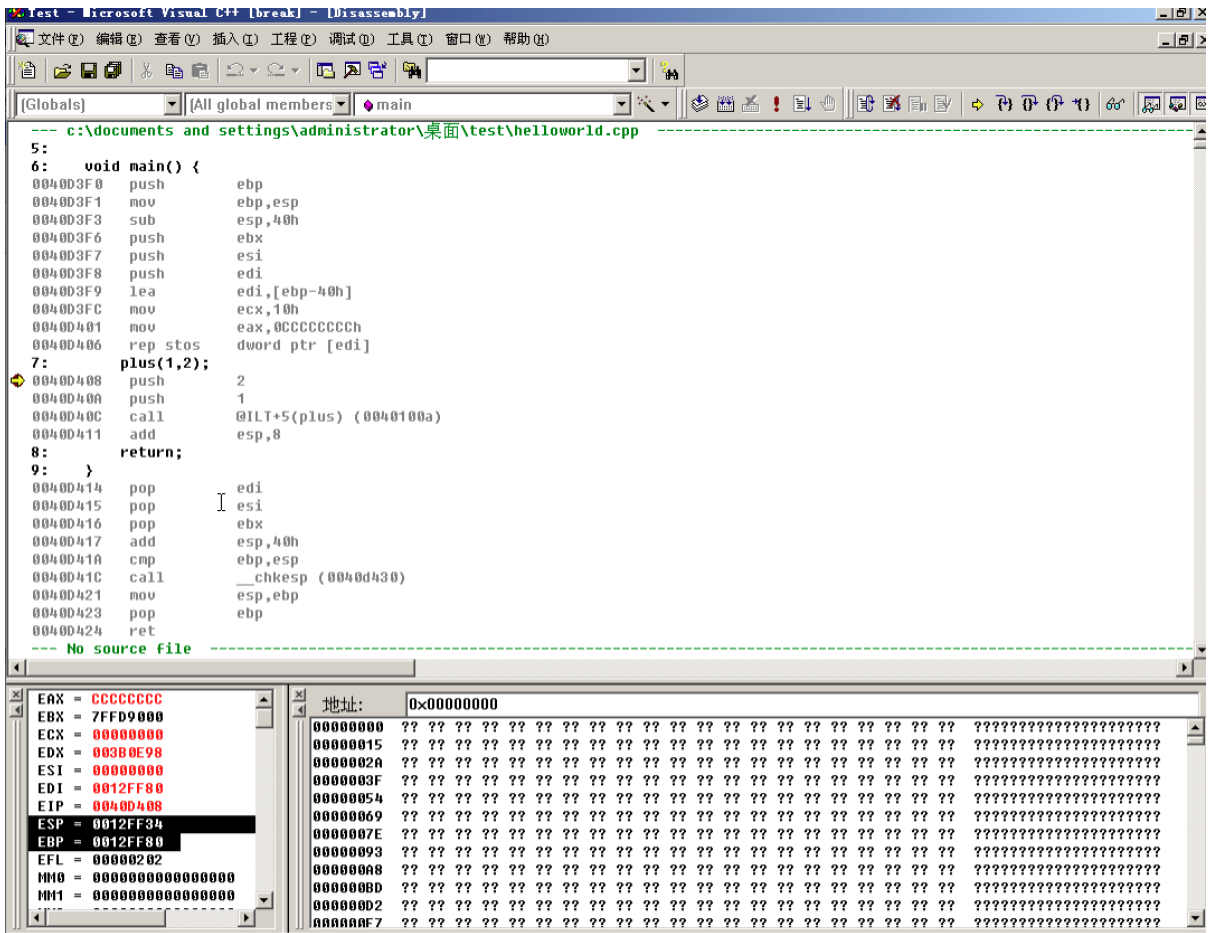 Test - Microsoft Visual C++ [break] - [Disassembly]
文件(F) 编辑(E) 查看(V) 插入(I) 工程(P) 调试(D) 工具(T) 窗口(W) 帮助(H)
(Globals) (All global members main
--- c:\documents and settings\administrator\桌面\test\helloworld.cpp ---
5:
6: void main() {
0040D3F0 push ebp
0040D3F1 mov ebp,esp
0040D3F3 sub esp,40h
0040D3F6 push ebx
0040D3F7 push esi
0040D3F8 push edi
0040D3F9 lea edi,[ebp-40h]
0040D3FC mov ecx,10h
0040D401 mov eax,0CCCCCCCCh
0040D406 rep stos dword ptr [edi]
7: plus(1,2);
0040D408 push 2
0040D40A push 1
0040D40C call @ILT+5(plus) (0040100a)
0040D411 add esp,8
8: return;
9: }
0040D414 pop edi
0040D415 pop esi
0040D416 pop ebx
0040D417 add esp,40h
0040D41A cmp ebp,esp
0040D41C call __chkesp (0040d430)
0040D421 mov esp,ebp
0040D423 pop ebp
0040D424 ret
--- No source file ---
EAX = CCCCCCCC
EBX = 7FFD9000
ECX = 00000000
EDX = 003B0E98
ESI = 00000000
EDI = 0012FF80
EIP = 0040D408
ESP = 0012FF34
EBP = 0012FF80
EFL = 00000202
MM0 = 0000000000000000
MM1 = 0000000000000000
地址: 0x00000000
00000000 ?? ?? ?? ?? ?? ?? ?? ?? ?? ?? ?? ?? ?? ?? ?? ?? ?? ?? ?? ?? ?? ?????????????????????
00000015 ?? ?? ?? ?? ?? ?? ?? ?? ?? ?? ?? ?? ?? ?? ?? ?? ?? ?? ?? ?? ?? ?????????????????????
0000002A ?? ?? ?? ?? ?? ?? ?? ?? ?? ?? ?? ?? ?? ?? ?? ?? ?? ?? ?? ?? ?? ?????????????????????
0000003F ?? ?? ?? ?? ?? ?? ?? ?? ?? ?? ?? ?? ?? ?? ?? ?? ?? ?? ?? ?? ?? ?????????????????????
00000054 ?? ?? ?? ?? ?? ?? ?? ?? ?? ?? ?? ?? ?? ?? ?? ?? ?? ?? ?? ?? ?? ?????????????????????
00000069 ?? ?? ?? ?? ?? ?? ?? ?? ?? ?? ?? ?? ?? ?? ?? ?? ?? ?? ?? ?? ?? ?????????????????????
0000007E ?? ?? ?? ?? ?? ?? ?? ?? ?? ?? ?? ?? ?? ?? ?? ?? ?? ?? ?? ?? ?? ?????????????????????
00000093 ?? ?? ?? ?? ?? ?? ?? ?? ?? ?? ?? ?? ?? ?? ?? ?? ?? ?? ?? ?? ?? ?????????????????????
000000A8 ?? ?? ?? ?? ?? ?? ?? ?? ?? ?? ?? ?? ?? ?? ?? ?? ?? ?? ?? ?? ?? ?????????????????????
000000BD ?? ?? ?? ?? ?? ?? ?? ?? ?? ?? ?? ?? ?? ?? ?? ?? ?? ?? ?? ?? ?? ?????????????????????
000000D2 ?? ?? ?? ?? ?? ?? ?? ?? ?? ?? ?? ?? ?? ?? ?? ?? ?? ?? ?? ?? ?? ?????????????????????
?? ?? ?? ?? ?? ?? ?? ?? ?? ?? ?? ?? ?? ?? ?? ?? ?? ?? ?? ?? ?? ?????????????????????